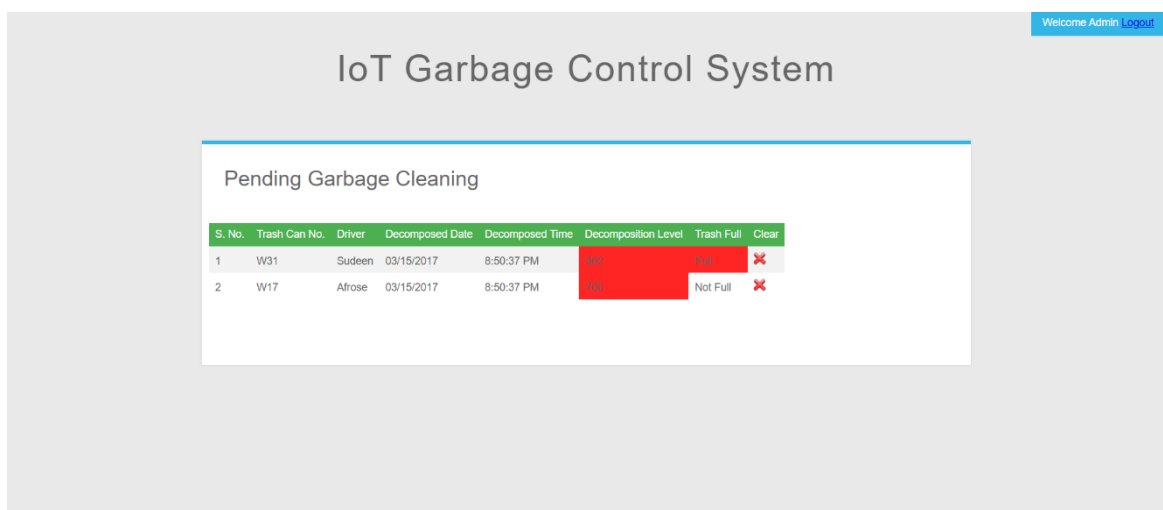 Welcome Admin Logout
IoT Garbage Control System
Pending Garbage Cleaning
S. No. Trash Can No. Driver Decomposed Date Decomposed Time Decomposition Level Trash Full Clear
1 W31 Sudeen 03/15/2017 8:50:37 PM Full
2 W17 Afrose 03/15/2017 8:50:37 PM Not Full